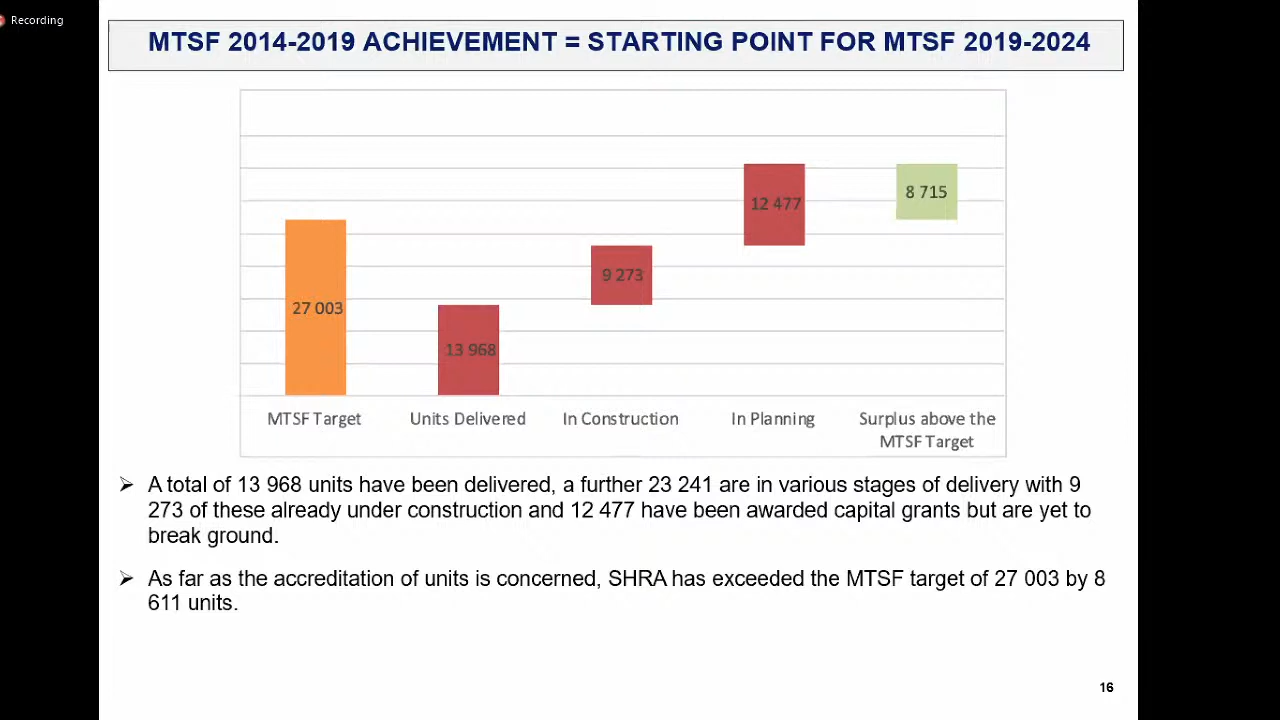 Recording
MTSF 2014-2019 ACHIEVEMENT = STARTING POINT FOR MTSF 2019-2024
27 003
13 968
9 273
12 477
8 715
MTSF Target
Units Delivered
In Construction
In Planning
Surplus above the
MTSF Target
➢ A total of 13 968 units have been delivered, a further 23 241 are in various stages of delivery with 9
273 of these already under construction and 12 477 have been awarded capital grants but are yet to
break ground.
➢ As far as the accreditation of units is concerned, SHRA has exceeded the MTSF target of 27 003 by 8
611 units.
16